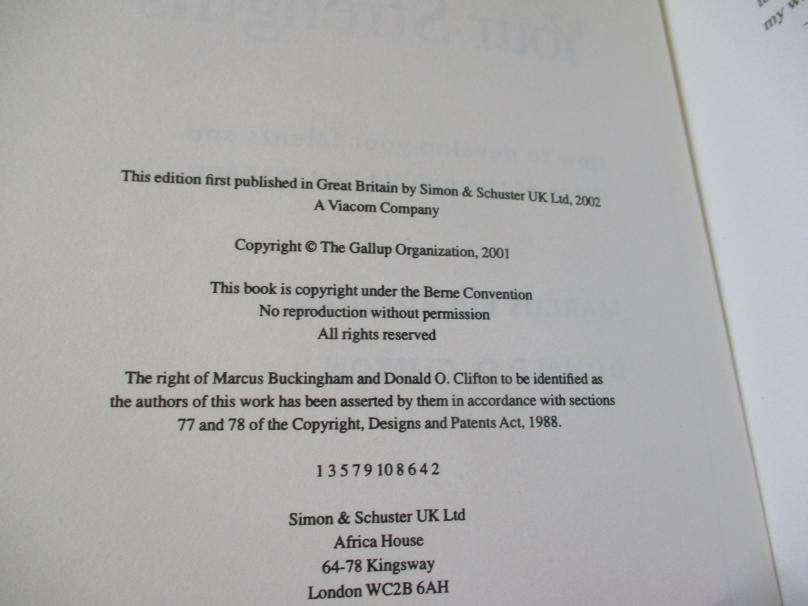 This edition first published in Great Britain by Simon & Schuster UK Ltd, 2002
A Viacom Company
Copyright © The Gallup Organization, 2001
This book is copyright under the Berne Convention
No reproduction without permission
All rights reserved
The right of Marcus Buckingham and Donald O. Clifton to be identified as
the authors of this work has been asserted by them in accordance with sections
77 and 78 of the Copyright, Designs and Patents Act, 1988.
1 3 5 7 9 10 8 6 4 2
Simon & Schuster UK Ltd
Africa House
64-78 Kingsway
London WC2B 6AH
my